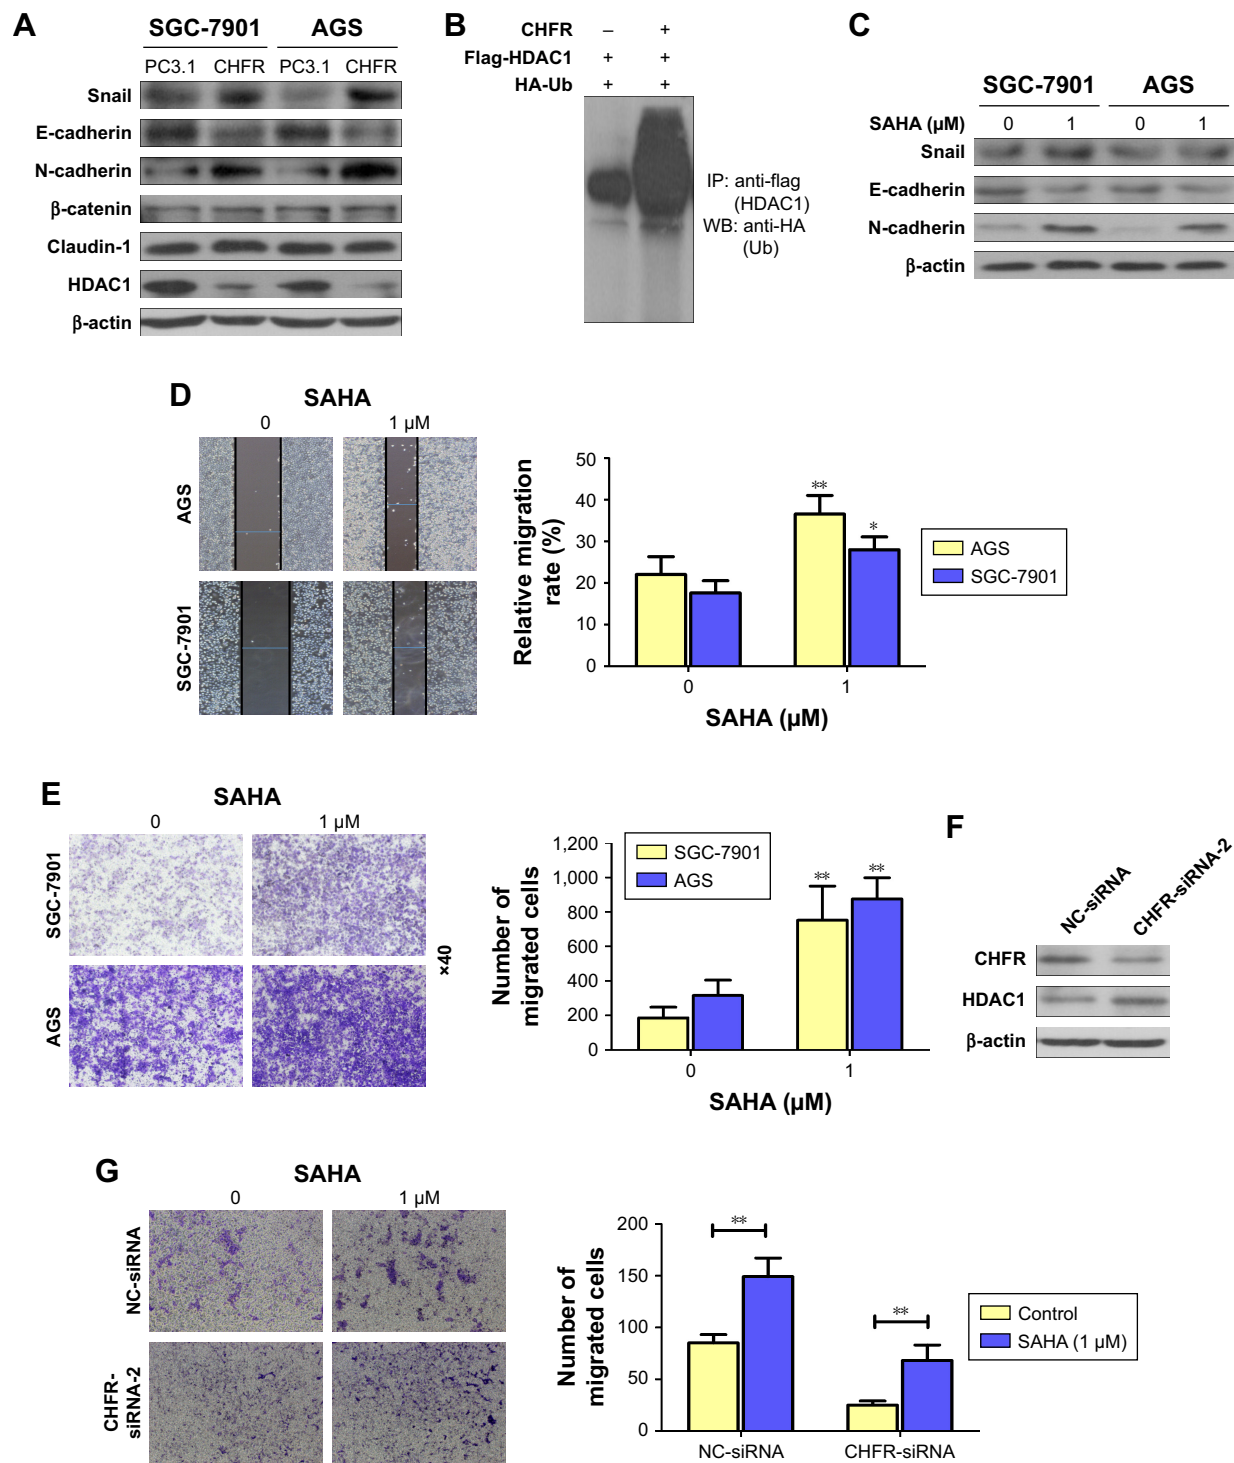 A
SGC-7901 AGS
PC3.1 CHFR PC3.1 CHFR
Snail
E-cadherin
N-cadherin
β-catenin
Claudin-1
HDAC1
β-actin
B
CHFR – +
Flag-HDAC1 + +
HA-Ub + +
IP: anti-flag
(HDAC1)
WB: anti-HA
(Ub)
C
SGC-7901 AGS
SAHA (µM) 0 1 0 1
Snail
E-cadherin
N-cadherin
β-actin
D
SAHA
0 1 µM
AGS
SGC-7901
Relative migration
rate (%)
50
40
30
20
10
0
** *
0 1
SAHA (µM)
AGS
SGC-7901
E
SAHA
0 1 µM
SGC-7901
AGS
×40
Number of
migrated cells
1,200
1,000
800
600
400
200
0
** **
0 1
SAHA (µM)
SGC-7901
AGS
F
NC-siRNA CHFR-siRNA-2
CHFR
HDAC1
β-actin
G
SAHA
0 1 µM
NC-siRNA
CHFR-
siRNA-2
Number of
migrated cells
200
150
100
50
0
**
**
NC-siRNA CHFR-siRNA
Control
SAHA (1 µM)